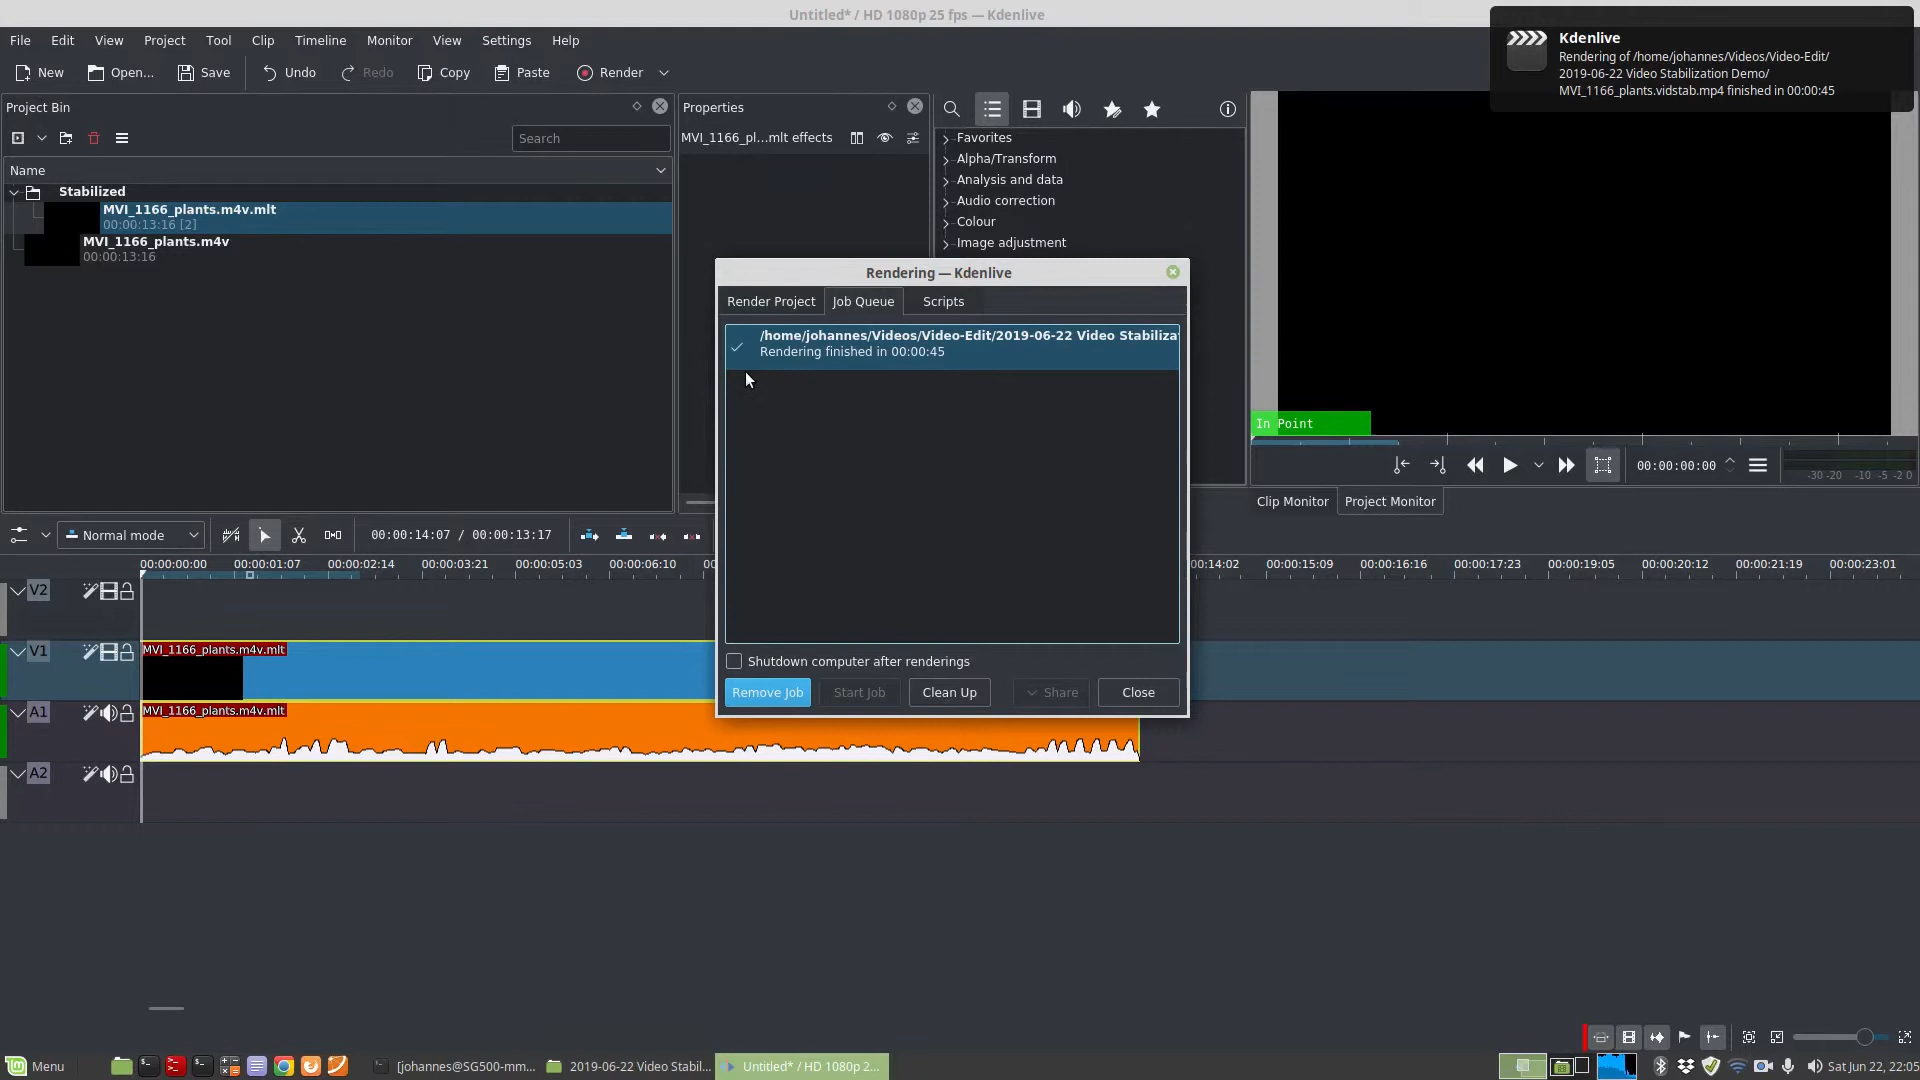 Untitled* / HD 1080p 25 fps — Kdenlive
File Edit View Project Tool Clip Timeline Monitor View Settings Help
Kdenlive
Rendering of /home/johannes/Videos/Video-Edit/
2019-06-22 Video Stabilization Demo/
MVI_1166_plants.vidstab.mp4 finished in 00:00:45
New Open... Save Undo Redo Copy Paste Render
Project Bin
Properties
Search
MVI_1166_pl...mlt effects
Name
Stabilized
MVI_1166_plants.m4v.mlt
00:00:13:16 [2]
MVI_1166_plants.m4v
00:00:13:16
Favorites
Alpha/Transform
Analysis and data
Audio correction
Colour
Image adjustment
Rendering — Kdenlive
Render Project Job Queue Scripts
/home/johannes/Videos/Video-Edit/2019-06-22 Video Stabiliza
Rendering finished in 00:00:45
Shutdown computer after renderings
Remove Job Start Job Clean Up Share Close
In Point
00:00:00:00
-30 -20 -10 -5 -2 0
Clip Monitor Project Monitor
Normal mode
00:00:14:07 / 00:00:13:17
00:00:00:00 00:00:01:07 00:00:02:14 00:00:03:21 00:00:05:03 00:00:06:10 00 00:14:02 00:00:15:09 00:00:16:16 00:00:17:23 00:00:19:05 00:00:20:12 00:00:21:19 00:00:23:01
V2
V1
MVI_1166_plants.m4v.mlt
A1
MVI_1166_plants.m4v.mlt
A2
Menu
[johannes@SG500-mm...
2019-06-22 Video Stabil...
Untitled* / HD 1080p 2...
Sat Jun 22, 22:05